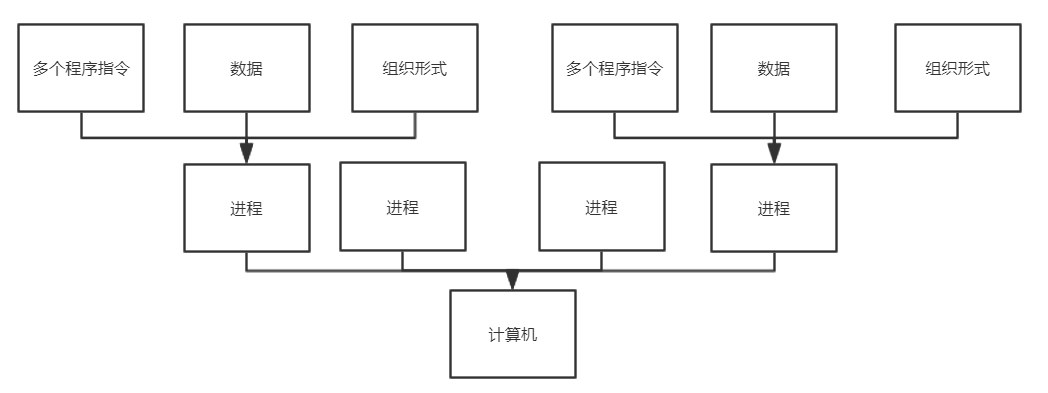 多个程序指令
数据
组织形式
多个程序指令
数据
组织形式
进程
进程
进程
进程
计算机